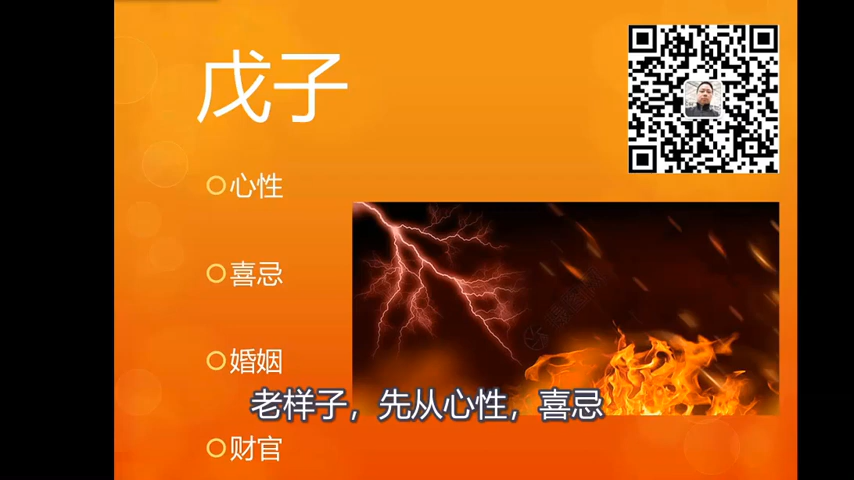 戊子
心性
喜忌
婚姻
老样子，先从心性，喜忌
财官